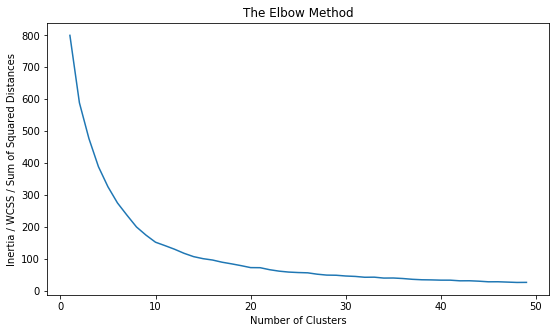 The Elbow Method
Inertia / WCSS / Sum of Squared Distances
800
700
600
500
400
300
200
100
0
0 10 20 30 40 50
Number of Clusters